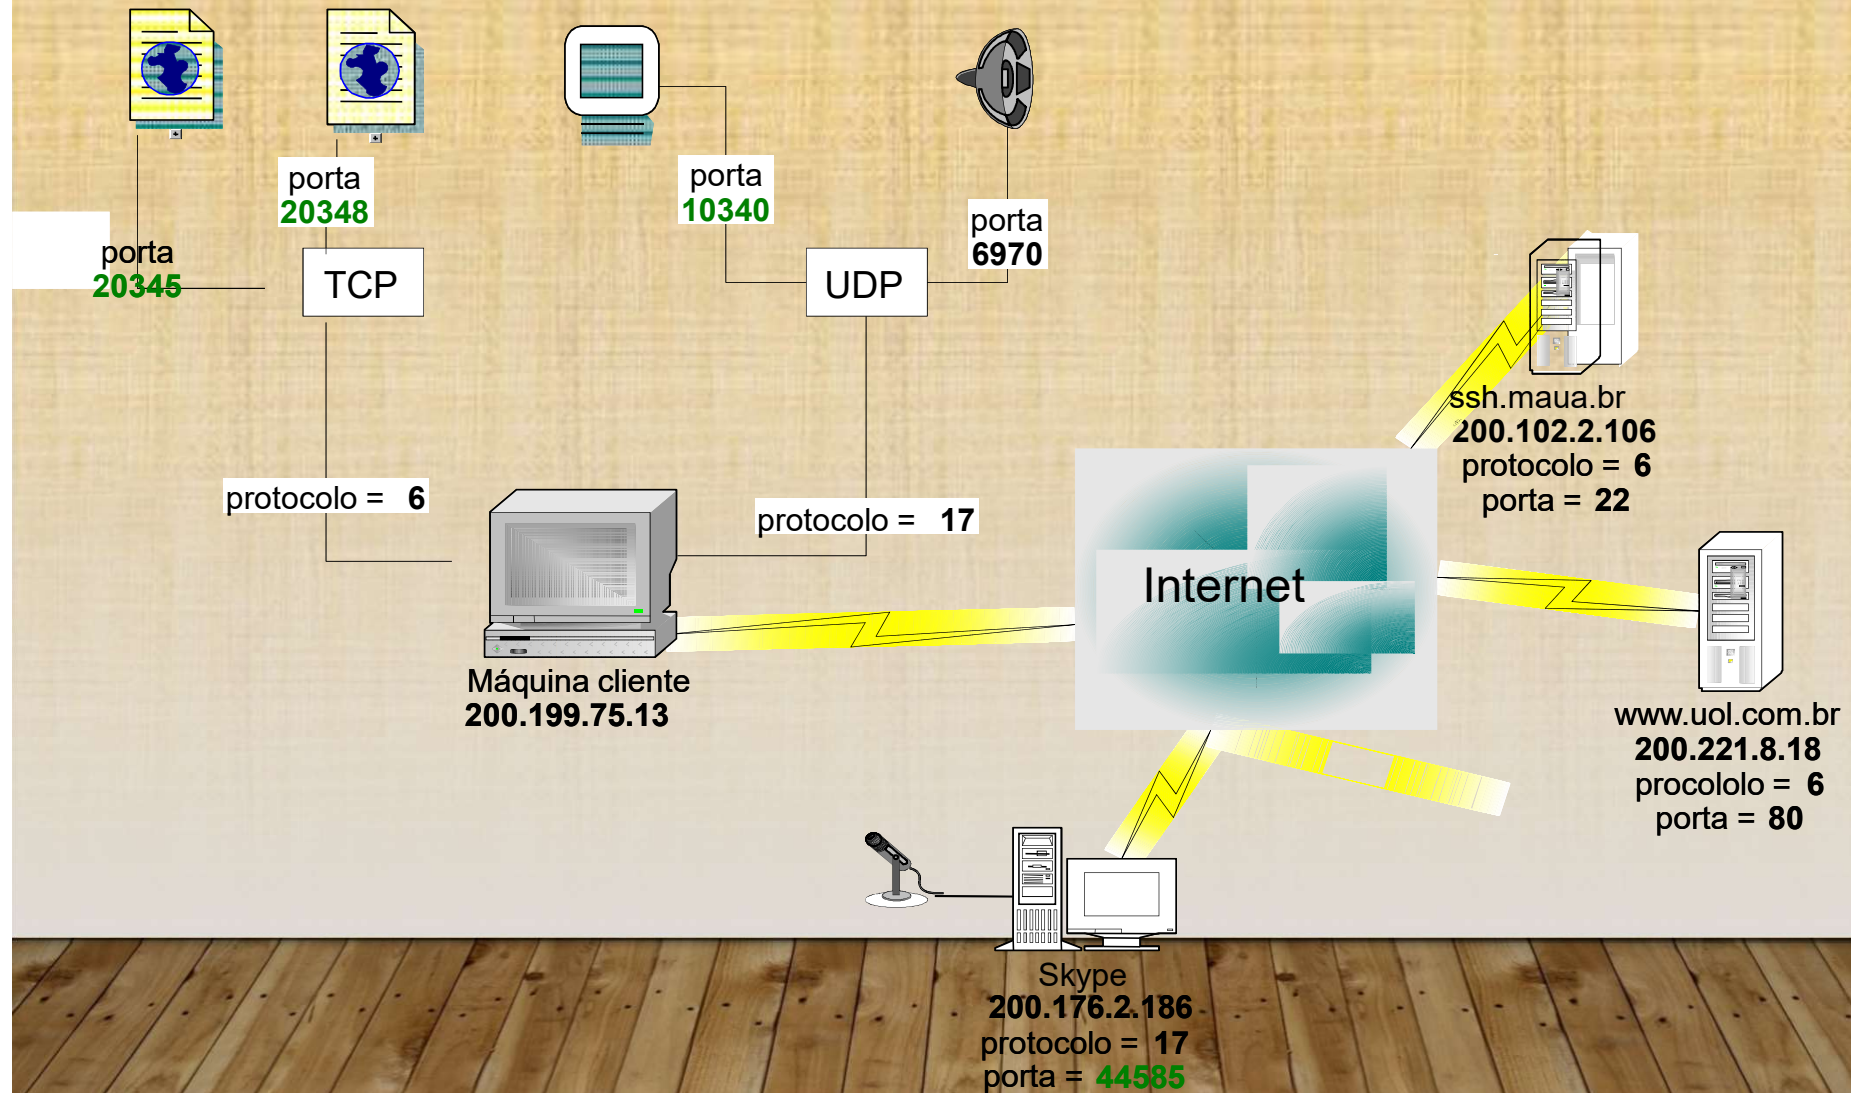 porta
20348
porta
10340
porta
6970
porta
20345
TCP
UDP
ssh.maua.br
200.102.2.106
protocolo = 6
porta = 22
protocolo = 6
protocolo = 17
Internet
Máquina cliente
200.199.75.13
www.uol.com.br
200.221.8.18
procololo = 6
porta = 80
Skype
200.176.2.186
protocolo = 17
porta = 44585